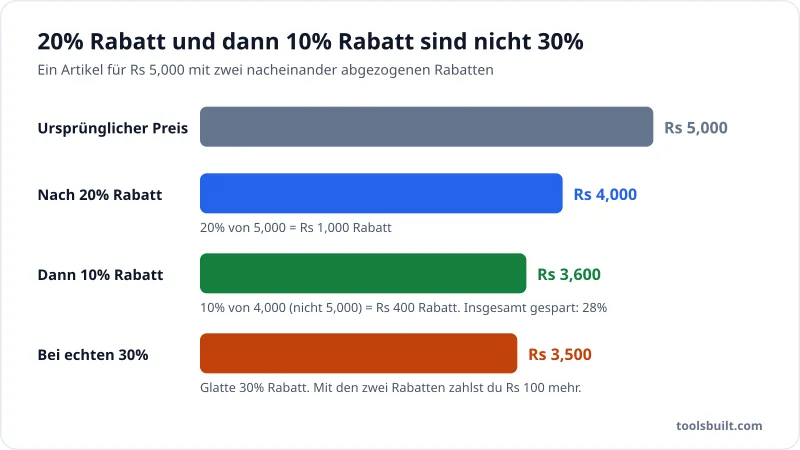 20% Rabatt und dann 10% Rabatt sind nicht 30%
Ein Artikel für Rs 5,000 mit zwei nacheinander abgezogenen Rabatten
Ursprünglicher Preis
Rs 5,000
Nach 20% Rabatt
Rs 4,000
20% von 5,000 = Rs 1,000 Rabatt
Dann 10% Rabatt
Rs 3,600
10% von 4,000 (nicht 5,000) = Rs 400 Rabatt. Insgesamt gespart: 28%
Bei echten 30%
Rs 3,500
Glatte 30% Rabatt. Mit den zwei Rabatten zahlst du Rs 100 mehr.
toolsbuilt.com